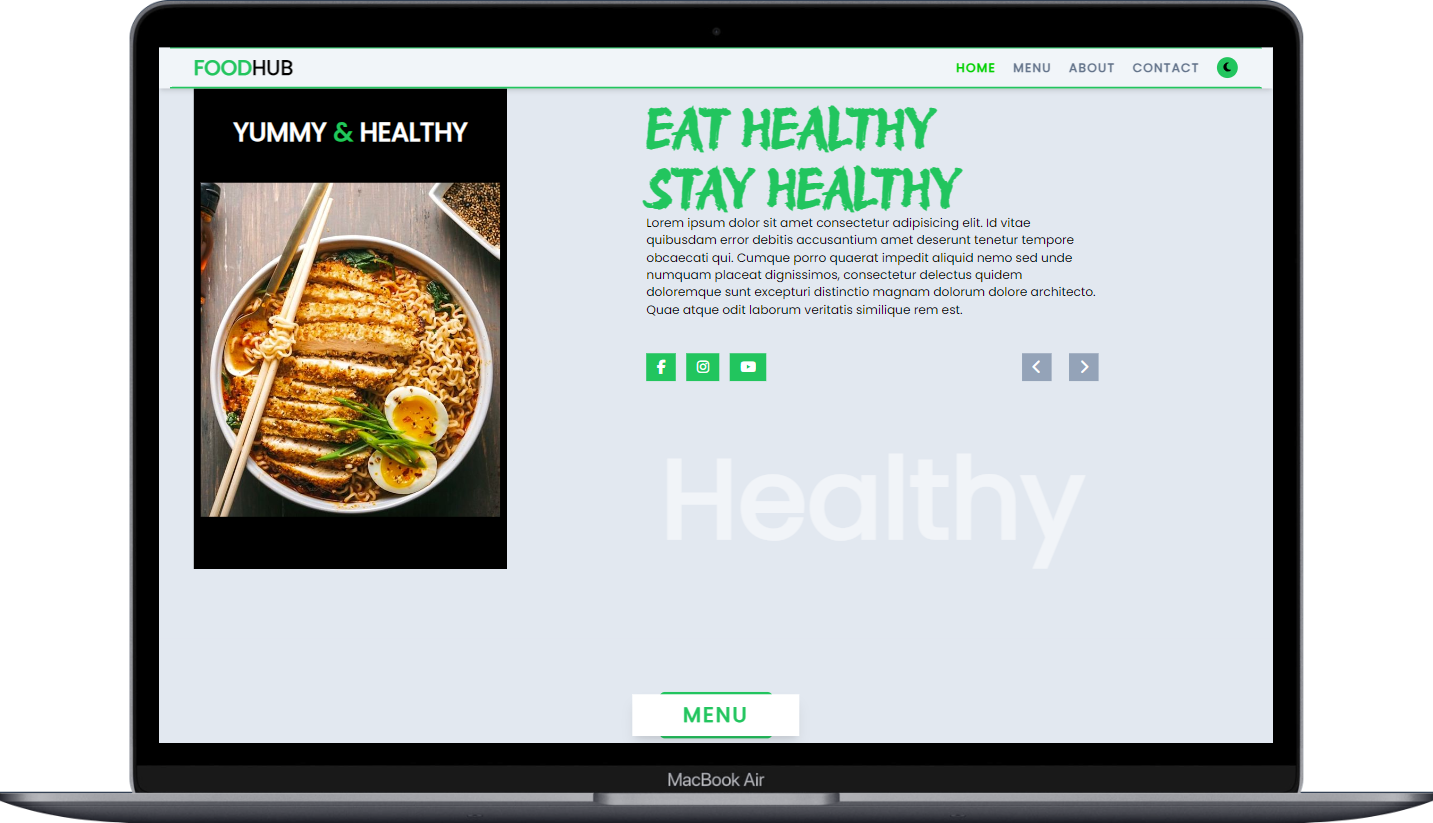 FOODHUB
HOME MENU ABOUT CONTACT
YUMMY & HEALTHY
EAT HEALTHY
STAY HEALTHY
Lorem ipsum dolor sit amet consectetur adipisicing elit. Id vitae
quibusdam error debitis accusantium amet deserunt tenetur tempore
obcaecati qui. Cumque porro quaerat impedit aliquid nemo sed unde
numquam placeat dignissimos, consectetur delectus quidem
doloremque sunt excepturi distinctio magnam dolorum dolore architecto.
Quae atque odit laborum veritatis similique rem est.
Healthy
MENU
MacBook Air